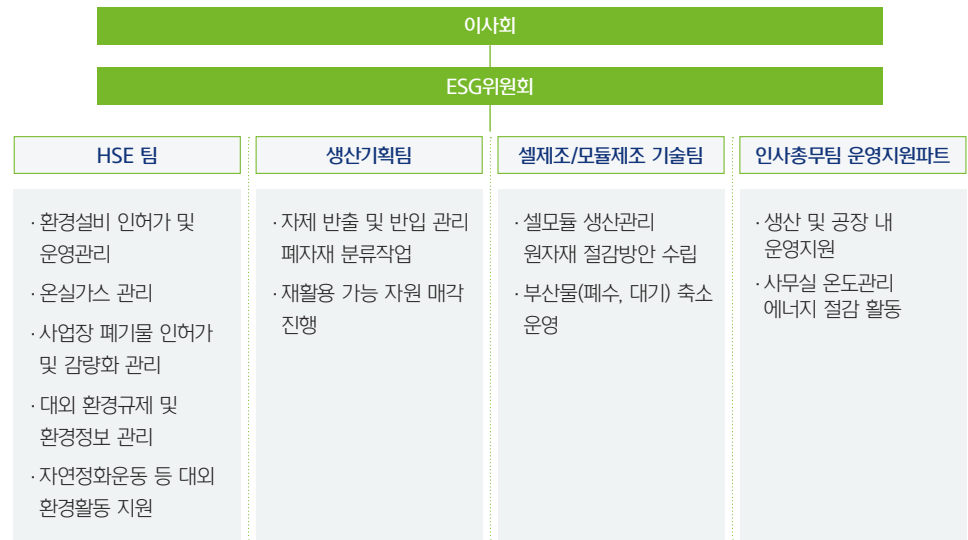 이사회
ESG위원회
HSE 팀
· 환경설비 인허가 및
운영관리
· 온실가스 관리
· 사업장 폐기물 인허가
및 감량화 관리
· 대외 환경규제 및
환경정보 관리
· 자연정화운동 등 대외
환경활동 지원
생산기획팀
· 자제 반출 및 반입 관리
폐자재 분류작업
· 재활용 가능 자원 매각
진행
셀제조/모듈제조 기술팀
· 셀모듈 생산관리
원자재 절감방안 수립
· 부산물(폐수, 대기) 축소
운영
인사총무팀 운영지원파트
· 생산 및 공장 내
운영지원
· 사무실 온도관리
에너지 절감 활동